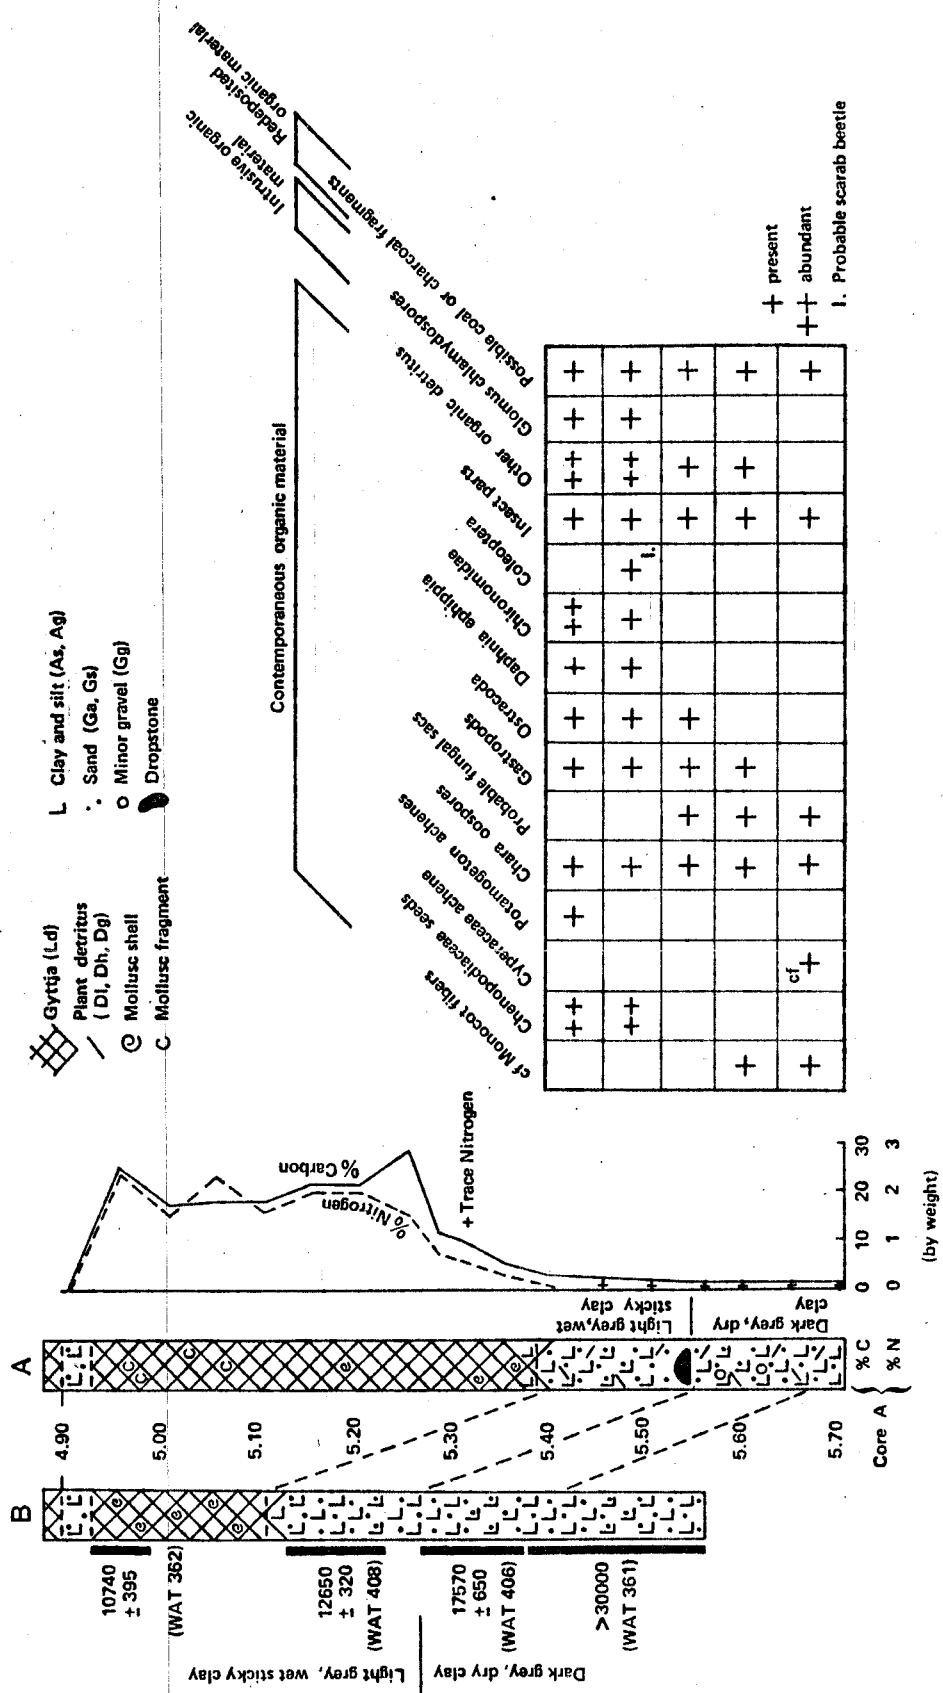 Gyttja (Ld)
Plant detritus
( Dl, Dh, Dg)
Mollusc shell
C Mollusc fragment
L Clay and silt (As, Ag)
Sand (Ga, Gs)
Minor gravel (Gg)
Dropstone
Contemporaneous organic material
Intrusive organic
material
Redeposited
organic material
cf Monocot fibers
Chenopodiaceae seeds
Cyperaceae achene
Potamogeton achenes
Chara oospores
Probable fungal sacs
Gastropods
Ostracoda
Daphnia ephippia
Chironomidae
Coleoptera
Insect parts
Other organic detritus
Glomus chlamydospores
Possible coal or charcoal fragments
cf
1.
+ present
++ abundant
1. Probable scarab beetle
% Carbon
% Nitrogen
+ Trace Nitrogen
0 10 20 30
0 1 2 3
(by weight)
Light grey, wet
sticky clay
Dark grey, dry
clay
A
% C
% N
Core A
4.90
5.00
5.10
5.20
5.30
5.40
5.50
5.60
5.70
B
10740
± 395
(WAT 362)
12650
± 320
(WAT 408)
17570
± 650
(WAT 406)
>30000
(WAT 361)
Light grey, wet sticky clay
Dark grey, dry clay